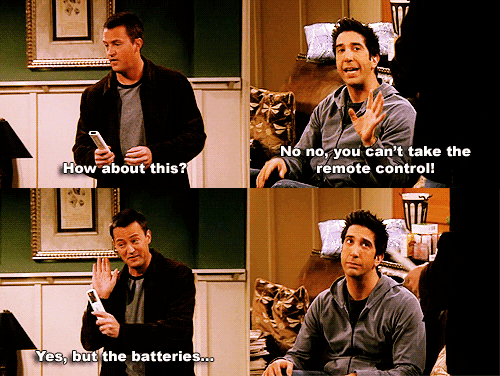 How about this?
No no, you can't take the
remote control!
Yes, but the batteries...